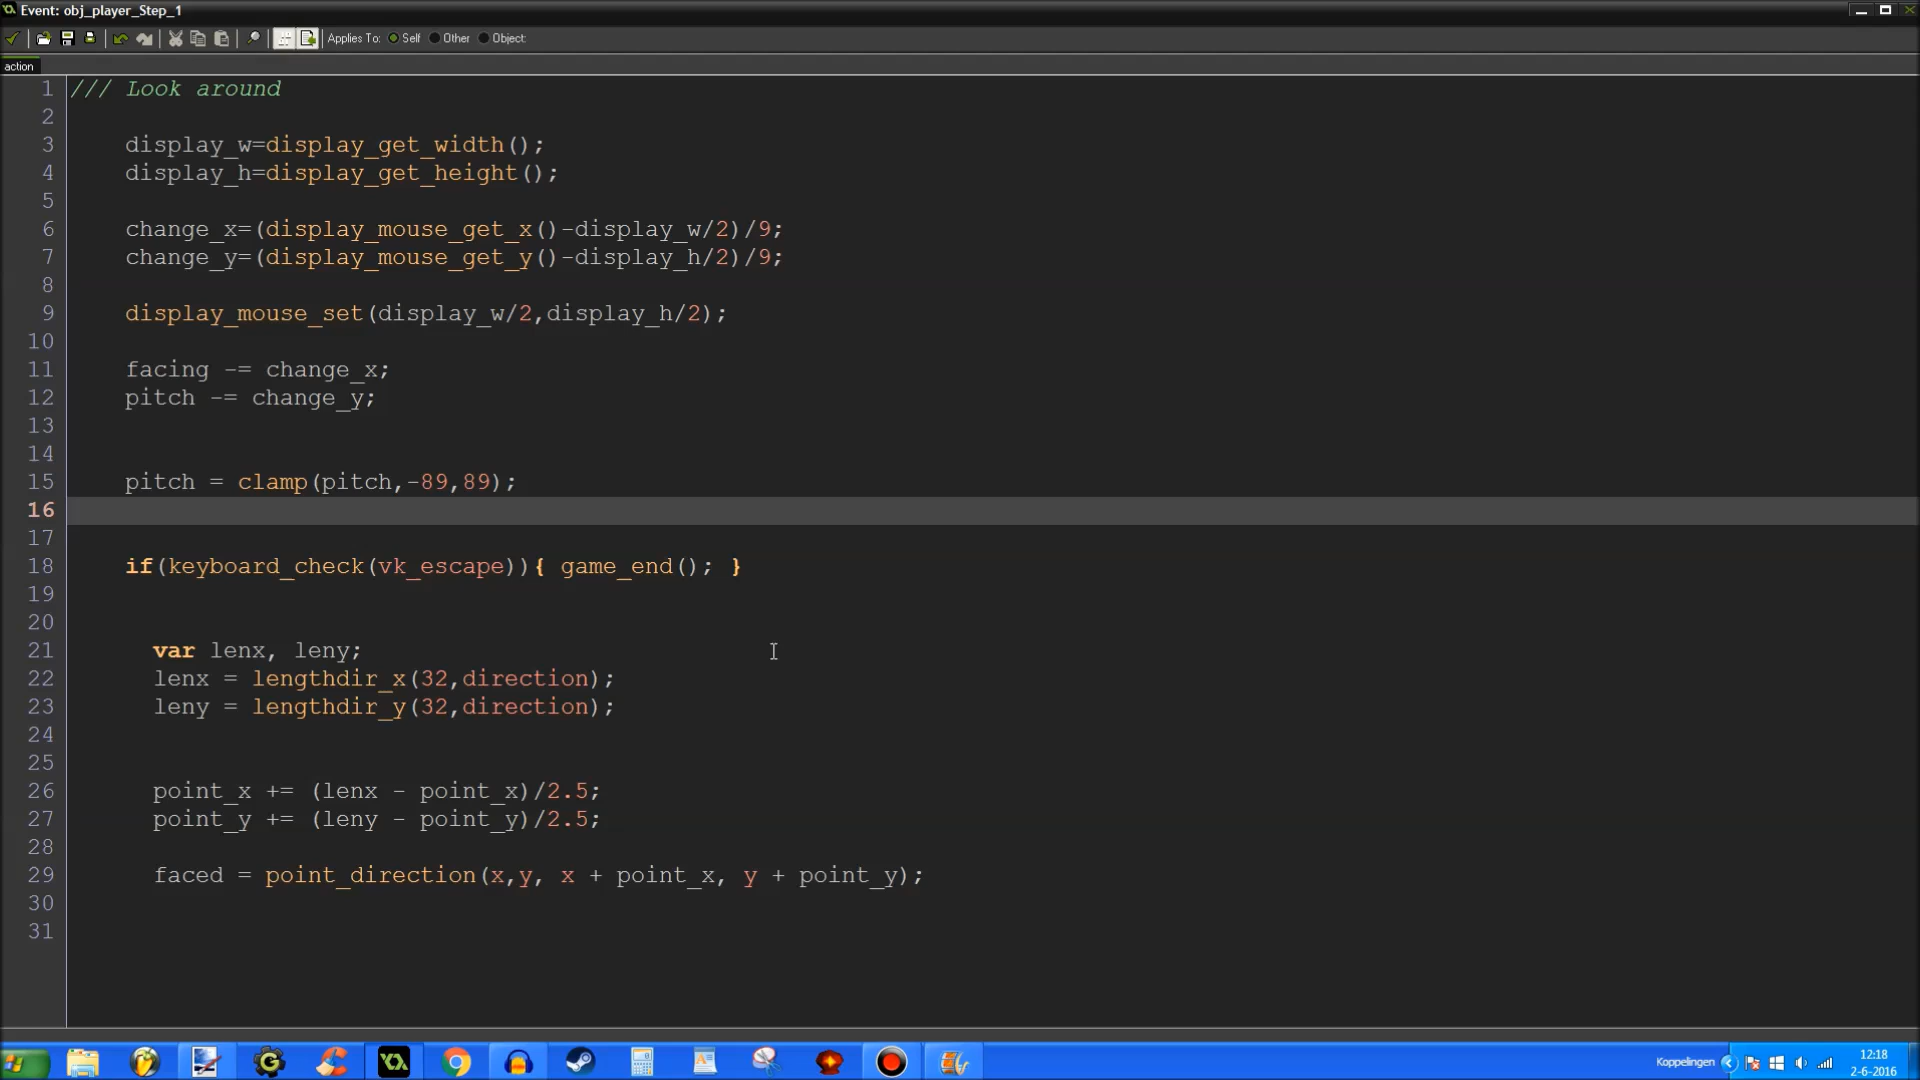 Event: obj_player_Step_1
Applies To: Self Other Object:
action
1 /// Look around
2
3 display_w=display_get_width();
4 display_h=display_get_height();
5
6 change_x=(display_mouse_get_x()-display_w/2)/9;
7 change_y=(display_mouse_get_y()-display_h/2)/9;
8
9 display_mouse_set(display_w/2,display_h/2);
10
11 facing -= change_x;
12 pitch -= change_y;
13
14
15 pitch = clamp(pitch,-89,89);
16
17
18 if(keyboard_check(vk_escape)){ game_end(); }
19
20
21 var lenx, leny;
22 lenx = lengthdir_x(32,direction);
23 leny = lengthdir_y(32,direction);
24
25
26 point_x += (lenx - point_x)/2.5;
27 point_y += (leny - point_y)/2.5;
28
29 faced = point_direction(x,y, x + point_x, y + point_y);
30
31
Koppelingen
12:18
2-6-2016